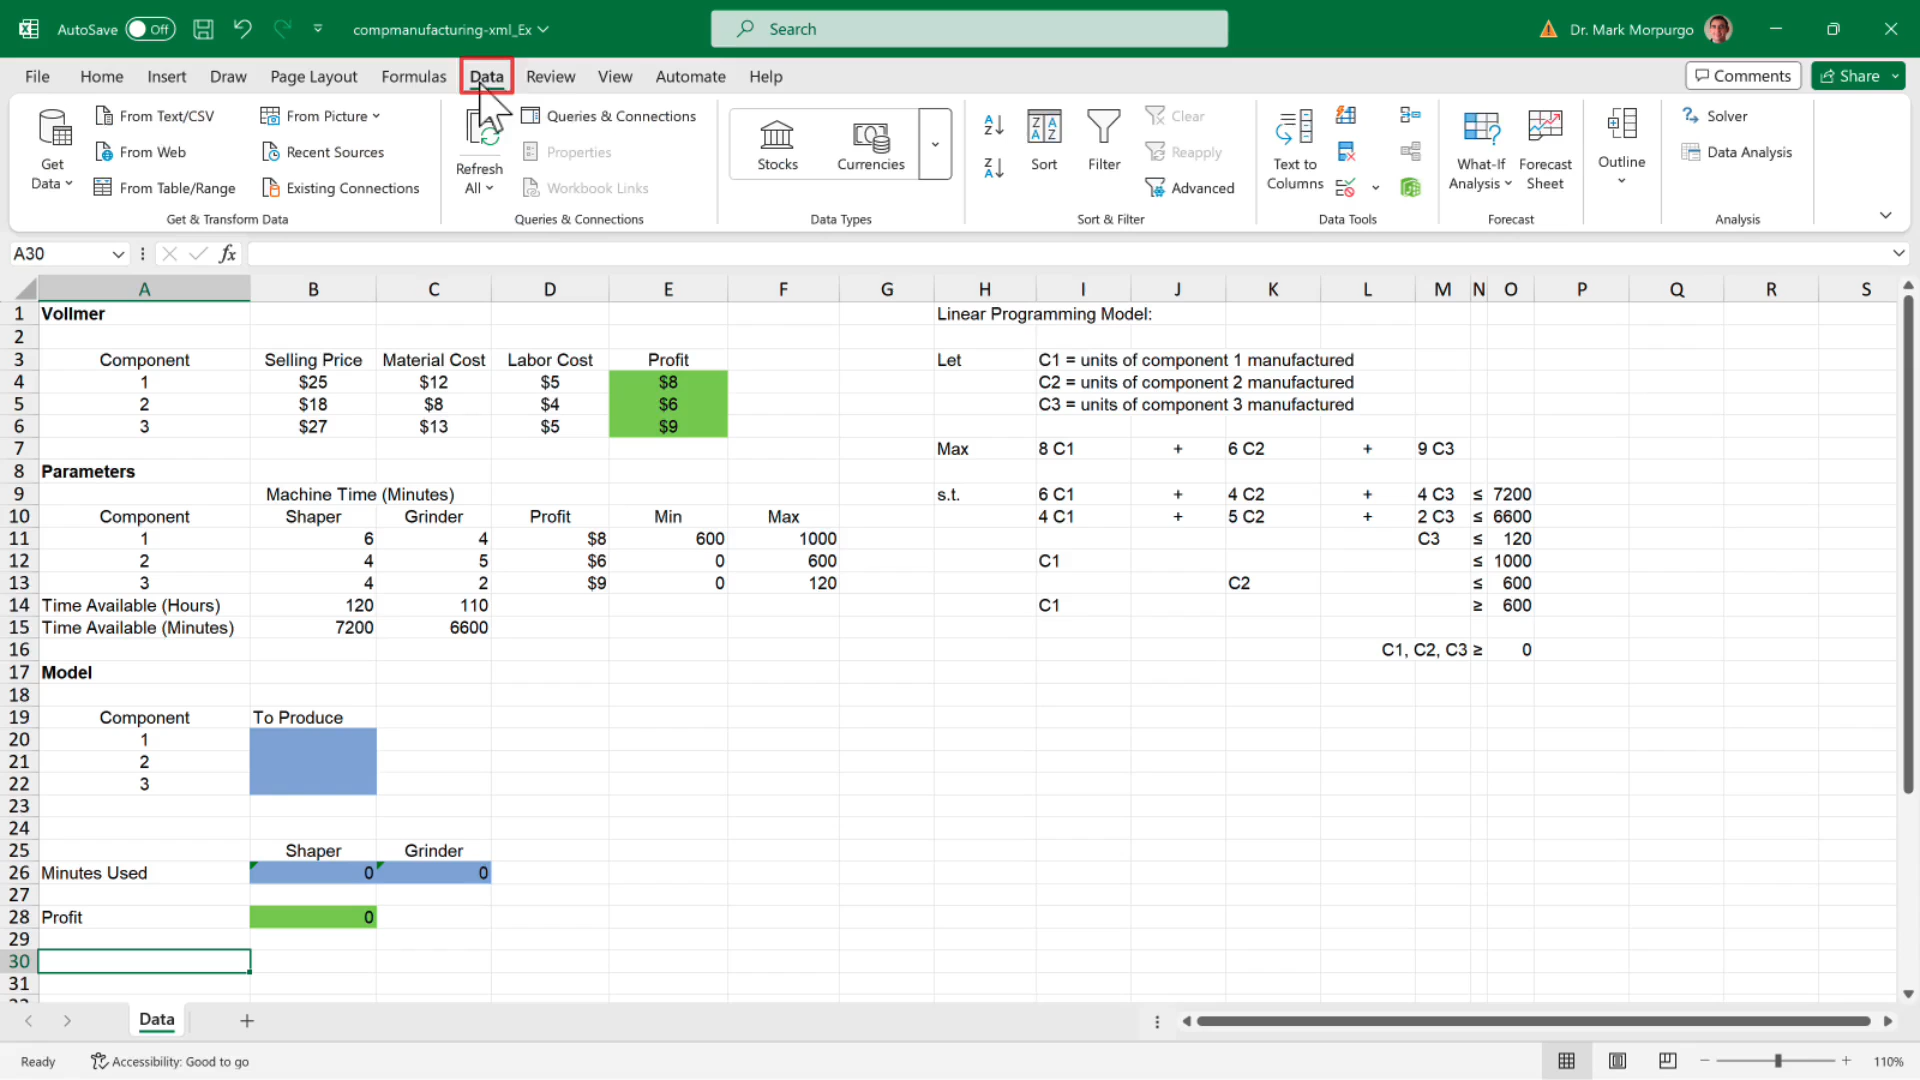 AutoSave Off compmanufacturing-xml_Ex Search Dr. Mark Morpurgo
File Home Insert Draw Page Layout Formulas Data Review View Automate Help Comments Share
Get Data
From Text/CSV
From Web
From Table/Range
From Picture
Recent Sources
Existing Connections
Get & Transform Data
Refresh All
Queries & Connections
Properties
Workbook Links
Queries & Connections
Stocks
Currencies
Data Types
Sort
Filter
Clear
Reapply
Advanced
Sort & Filter
Text to Columns
Data Tools
What-If Analysis
Forecast Sheet
Forecast
Outline
Solver
Data Analysis
Analysis
A30 fx
A B C D E F G H I J K L M N O P Q R S
1 Vollmer Linear Programming Model:
2
3 Component Selling Price Material Cost Labor Cost Profit Let C1 = units of component 1 manufactured
4 1 $25 $12 $5 $8 C2 = units of component 2 manufactured
5 2 $18 $8 $4 $6 C3 = units of component 3 manufactured
6 3 $27 $13 $5 $9
7 Max 8 C1 + 6 C2 + 9 C3
8 Parameters
9 Machine Time (Minutes) s.t. 6 C1 + 4 C2 + 4 C3 ≤ 7200
10 Component Shaper Grinder Profit Min Max 4 C1 + 5 C2 + 2 C3 ≤ 6600
11 1 6 4 $8 600 1000 C3 ≤ 120
12 2 4 5 $6 0 600 C1 ≤ 1000
13 3 4 2 $9 0 120 C2 ≤ 600
14 Time Available (Hours) 120 110 C1 ≥ 600
15 Time Available (Minutes) 7200 6600
16 C1, C2, C3 ≥ 0
17 Model
18
19 Component To Produce
20 1
21 2
22 3
23
24
25 Shaper Grinder
26 Minutes Used 0 0
27
28 Profit 0
29
30
31
Data
Ready Accessibility: Good to go 110%